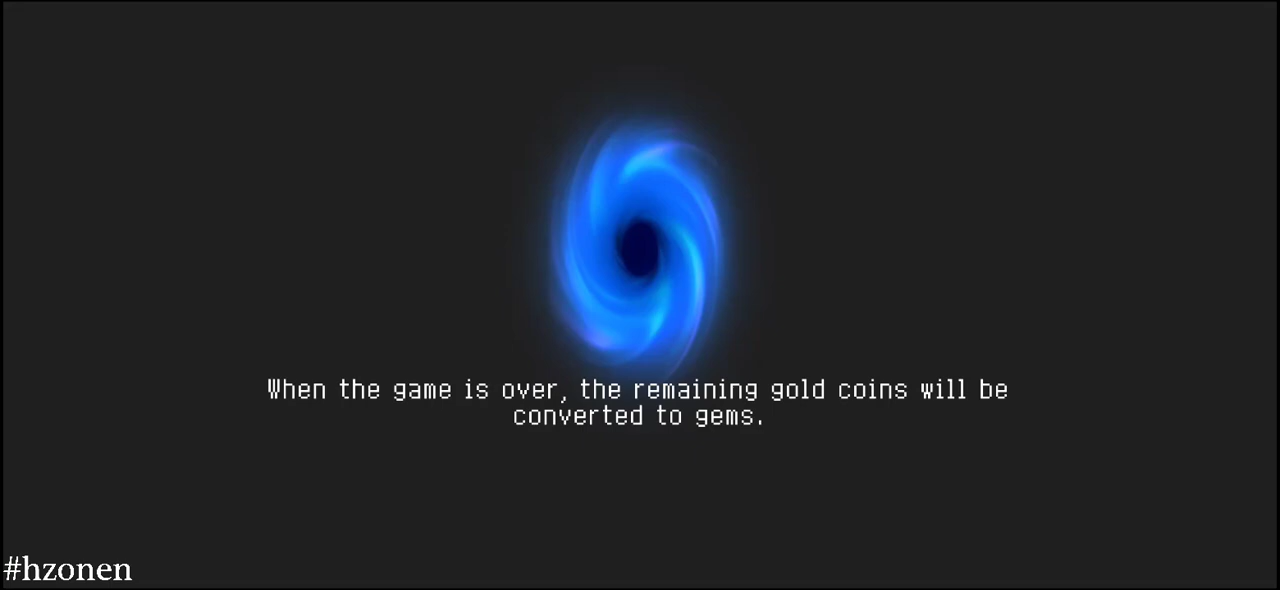 When the game is over, the remaining gold coins will be
converted to gems.
#hzonen